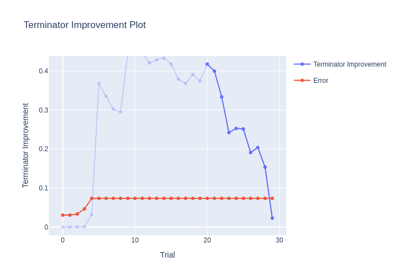 Terminator Improvement Plot
Terminator Improvement
Error
0.4
0.3
0.2
0.1
0
Terminator Improvement
0
10
20
30
Trial